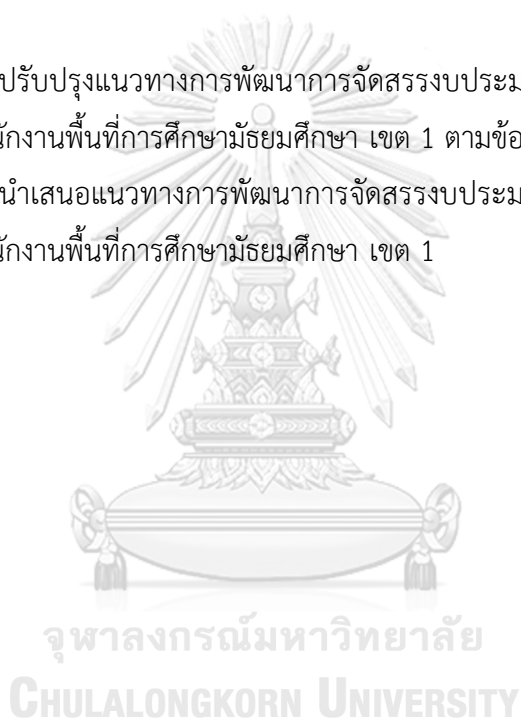 ปรับปรุงแนวทางการพัฒนาการจัดสรรงบประม
นักงานพื้นที่การศึกษามัธยมศึกษา เขต 1 ตามข้อ
นำเสนอแนวทางการพัฒนาการจัดสรรงบประม
นักงานพื้นที่การศึกษามัธยมศึกษา เขต 1
จุฬาลงกรณ์มหาวิทยาลัย
CHULALONGKORN UNIVERSITY